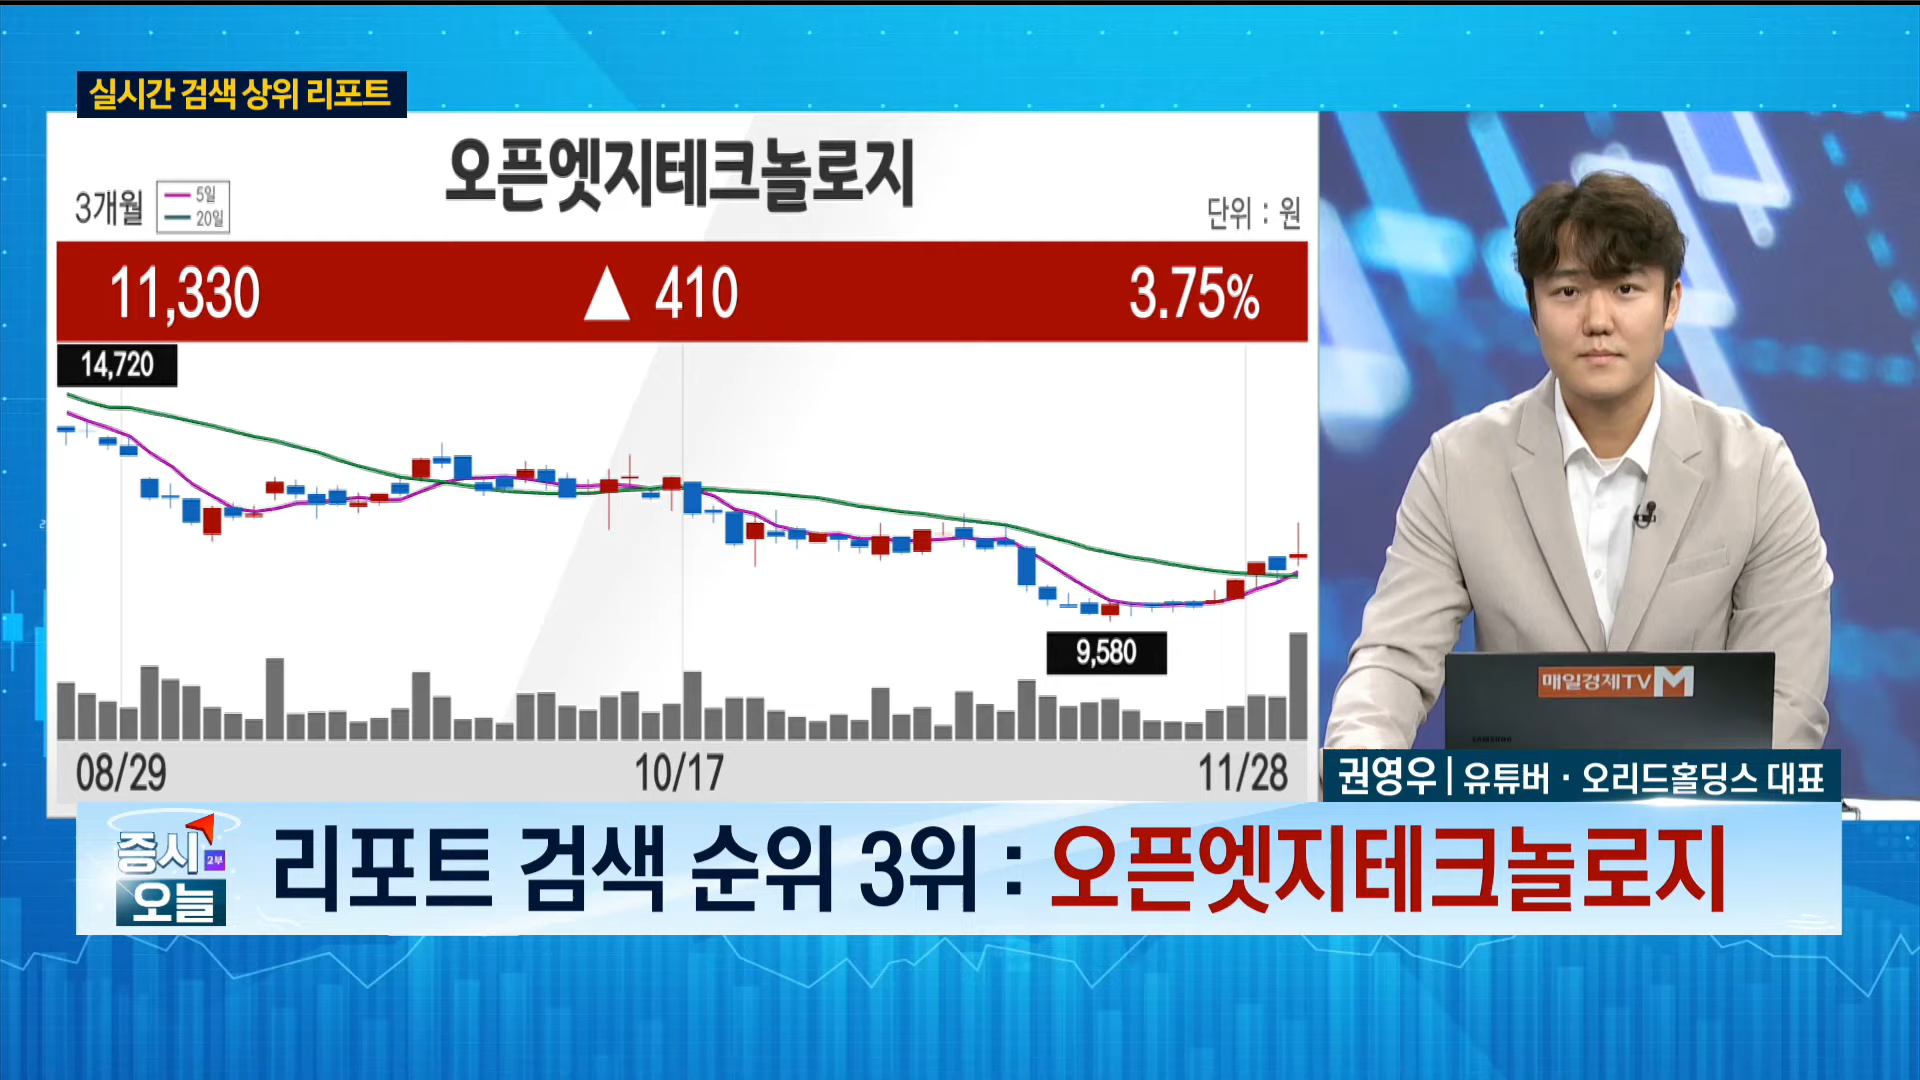 실시간 검색 상위 리포트
오픈엣지테크놀로지
3개월
5일
20일
단위 : 원
11,330 ▲ 410 3.75%
14,720
9,580
08/29 10/17 11/28
매일경제TV M
SAMSUNG
권영우 | 유튜버 · 오리드홀딩스 대표
증시 2부
오늘
리포트 검색 순위 3위 : 오픈엣지테크놀로지